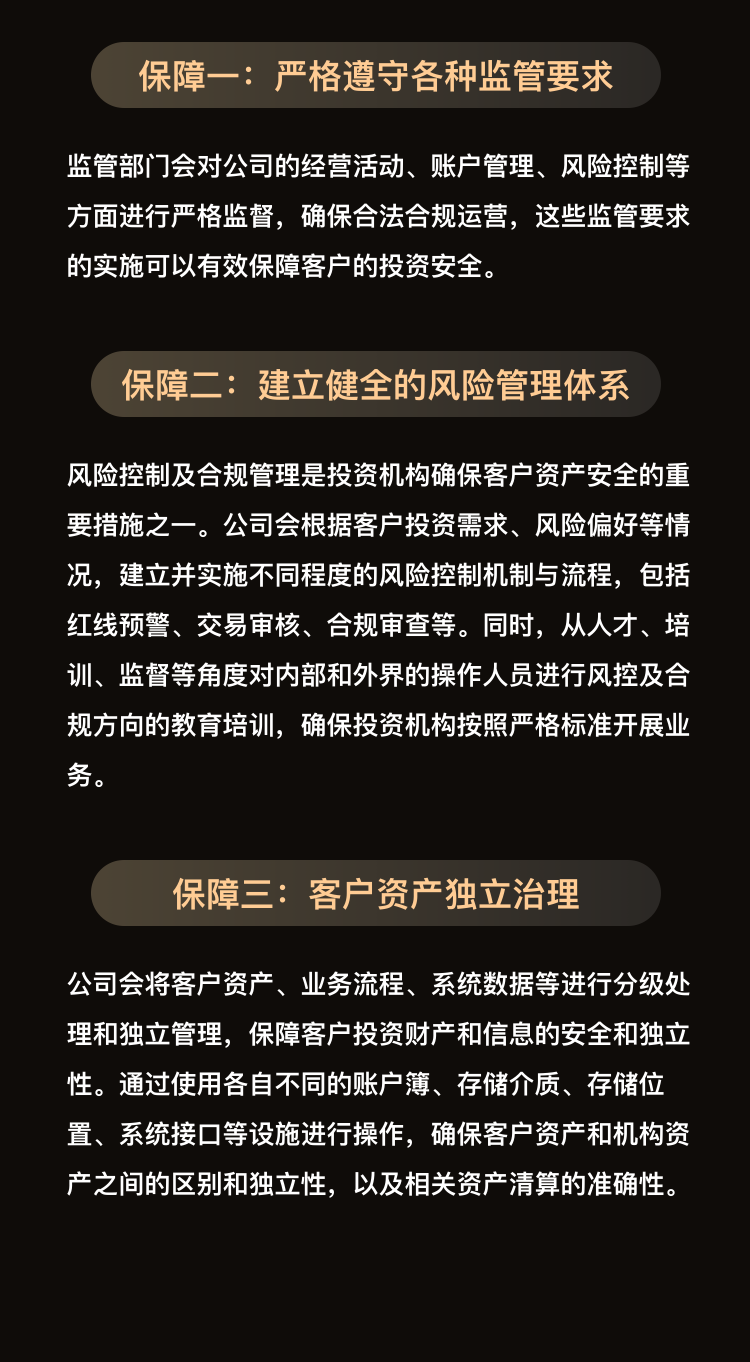 保障一：严格遵守各种监管要求
监管部门会对公司的经营活动、账户管理、风险控制等
方面进行严格监督，确保合法合规运营，这些监管要求
的实施可以有效保障客户的投资安全。
保障二：建立健全的风险管理体系
风险控制及合规管理是投资机构确保客户资产安全的重
要措施之一。公司会根据客户投资需求、风险偏好等情
况，建立并实施不同程度的风险控制机制与流程，包括
红线预警、交易审核、合规审查等。同时，从人才、培
训、监督等角度对内部和外界的操作人员进行风控及合
规方向的教育培训，确保投资机构按照严格标准开展业
务。
保障三：客户资产独立治理
公司会将客户资产、业务流程、系统数据等进行分级处
理和独立管理，保障客户投资财产和信息的安全和独立
性。通过使用各自不同的账户簿、存储介质、存储位
置、系统接口等设施进行操作，确保客户资产和机构资
产之间的区别和独立性，以及相关资产清算的准确性。